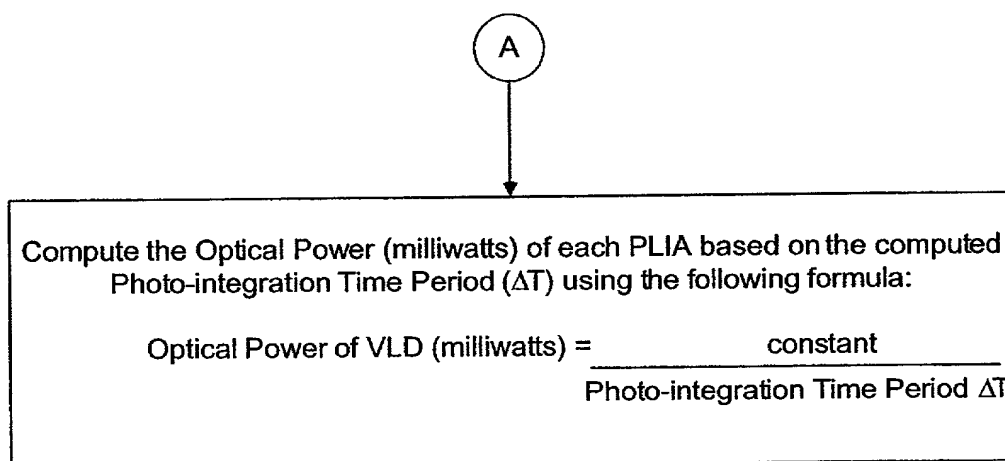 A
Compute the Optical Power (milliwatts) of each PLIA based on the computed
Photo-integration Time Period (ΔT) using the following formula:
Optical Power of VLD (milliwatts) = constant
Photo-integration Time Period ΔT